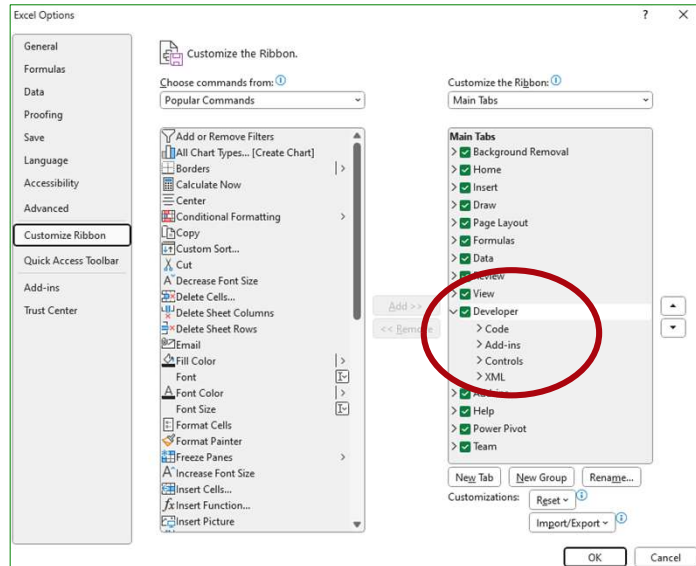 Excel Options
?
×
General
Formulas
Data
Proofing
Save
Language
Accessibility
Advanced
Customize Ribbon
Quick Access Toolbar
Add-ins
Trust Center
Customize the Ribbon.
Choose commands from:
Popular Commands
Add or Remove Filters
All Chart Types... [Create Chart]
Borders
Calculate Now
Center
Conditional Formatting
Copy
Custom Sort...
Cut
Decrease Font Size
Delete Cells...
Delete Sheet Columns
Delete Sheet Rows
Email
Fill Color
Font
Font Color
Font Size
Format Cells
Format Painter
Freeze Panes
Increase Font Size
Insert Cells...
Insert Function...
Insert Picture
Add >>
<< Remove
Customize the Ribbon:
Main Tabs
Main Tabs
Background Removal
Home
Insert
Draw
Page Layout
Formulas
Data
Review
View
Developer
Code
Add-ins
Controls
XML
Add-ins
Help
Power Pivot
Team
New Tab
New Group
Rename...
Customizations:
Reset
Import/Export
OK
Cancel